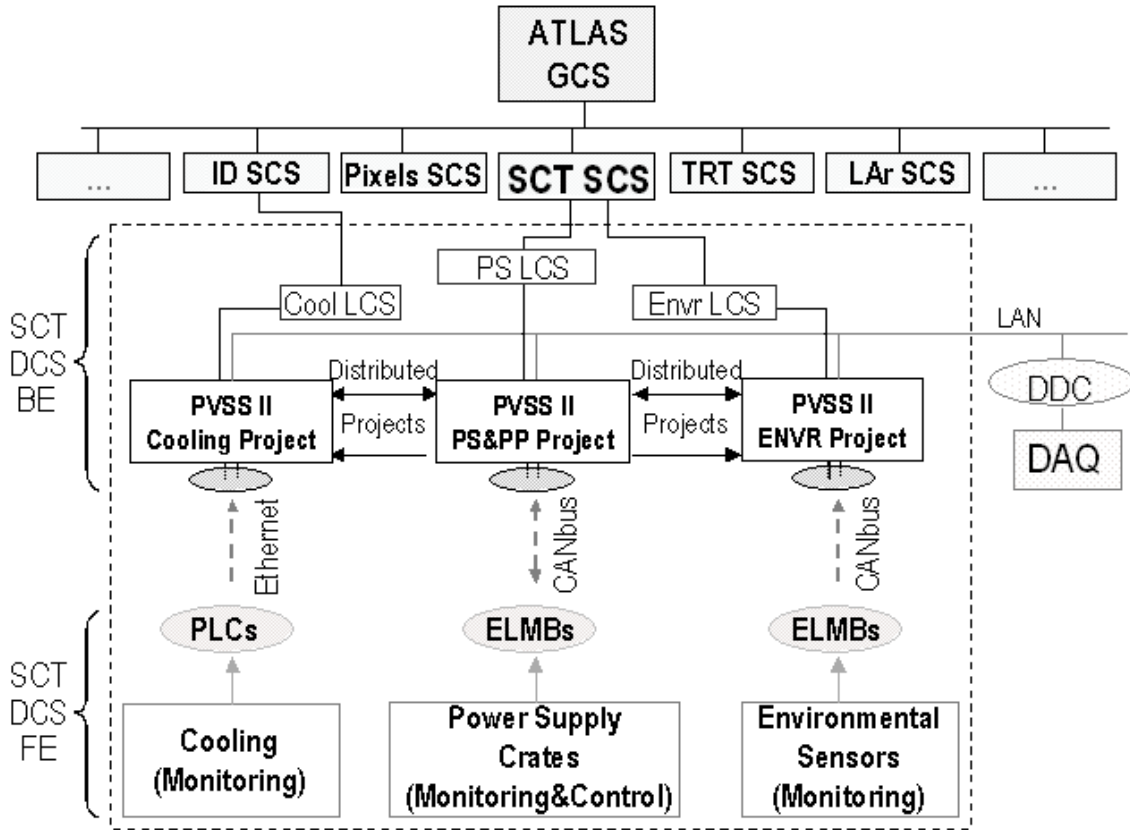 ATLAS
GCS
...
ID SCS
Pixels SCS
SCT SCS
TRT SCS
LAr SCS
...
PS LCS
Cool LCS
Envr LCS
SCT
DCS
BE
LAN
DDC
DAQ
PVSS II
Cooling Project
Distributed
Projects
PVSS II
PS&PP Project
Distributed
Projects
PVSS II
ENVR Project
Ethernet
CANbus
CANbus
PLCs
ELMBs
ELMBs
SCT
DCS
FE
Cooling
(Monitoring)
Power Supply
Crates
(Monitoring&Control)
Environmental
Sensors
(Monitoring)